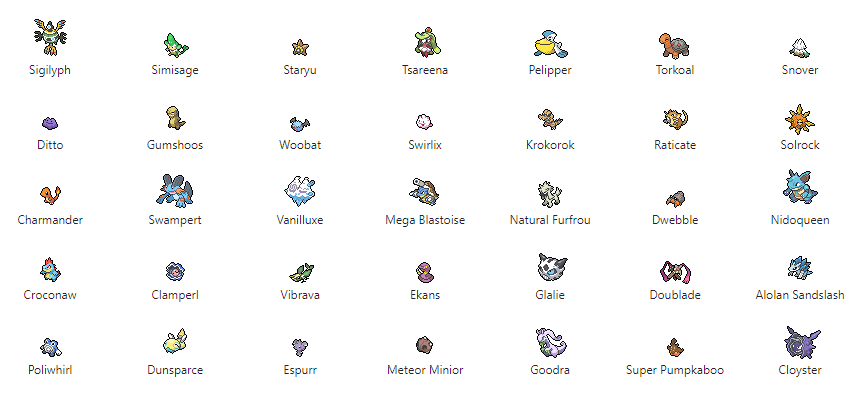 Sigilyph Simisage Staryu Tsareena Pelipper Torkoal Snover
Ditto Gumshoos Woobat Swirlix Krokorok Raticate Solrock
Charmander Swampert Vanilluxe Mega Blastoise Natural Furfrou Dwebble Nidoqueen
Croconaw Clamperl Vibrava Ekans Glalie Doublade Alolan Sandslash
Poliwhirl Dunsparce Espurr Meteor Minior Goodra Super Pumpkaboo Cloyster